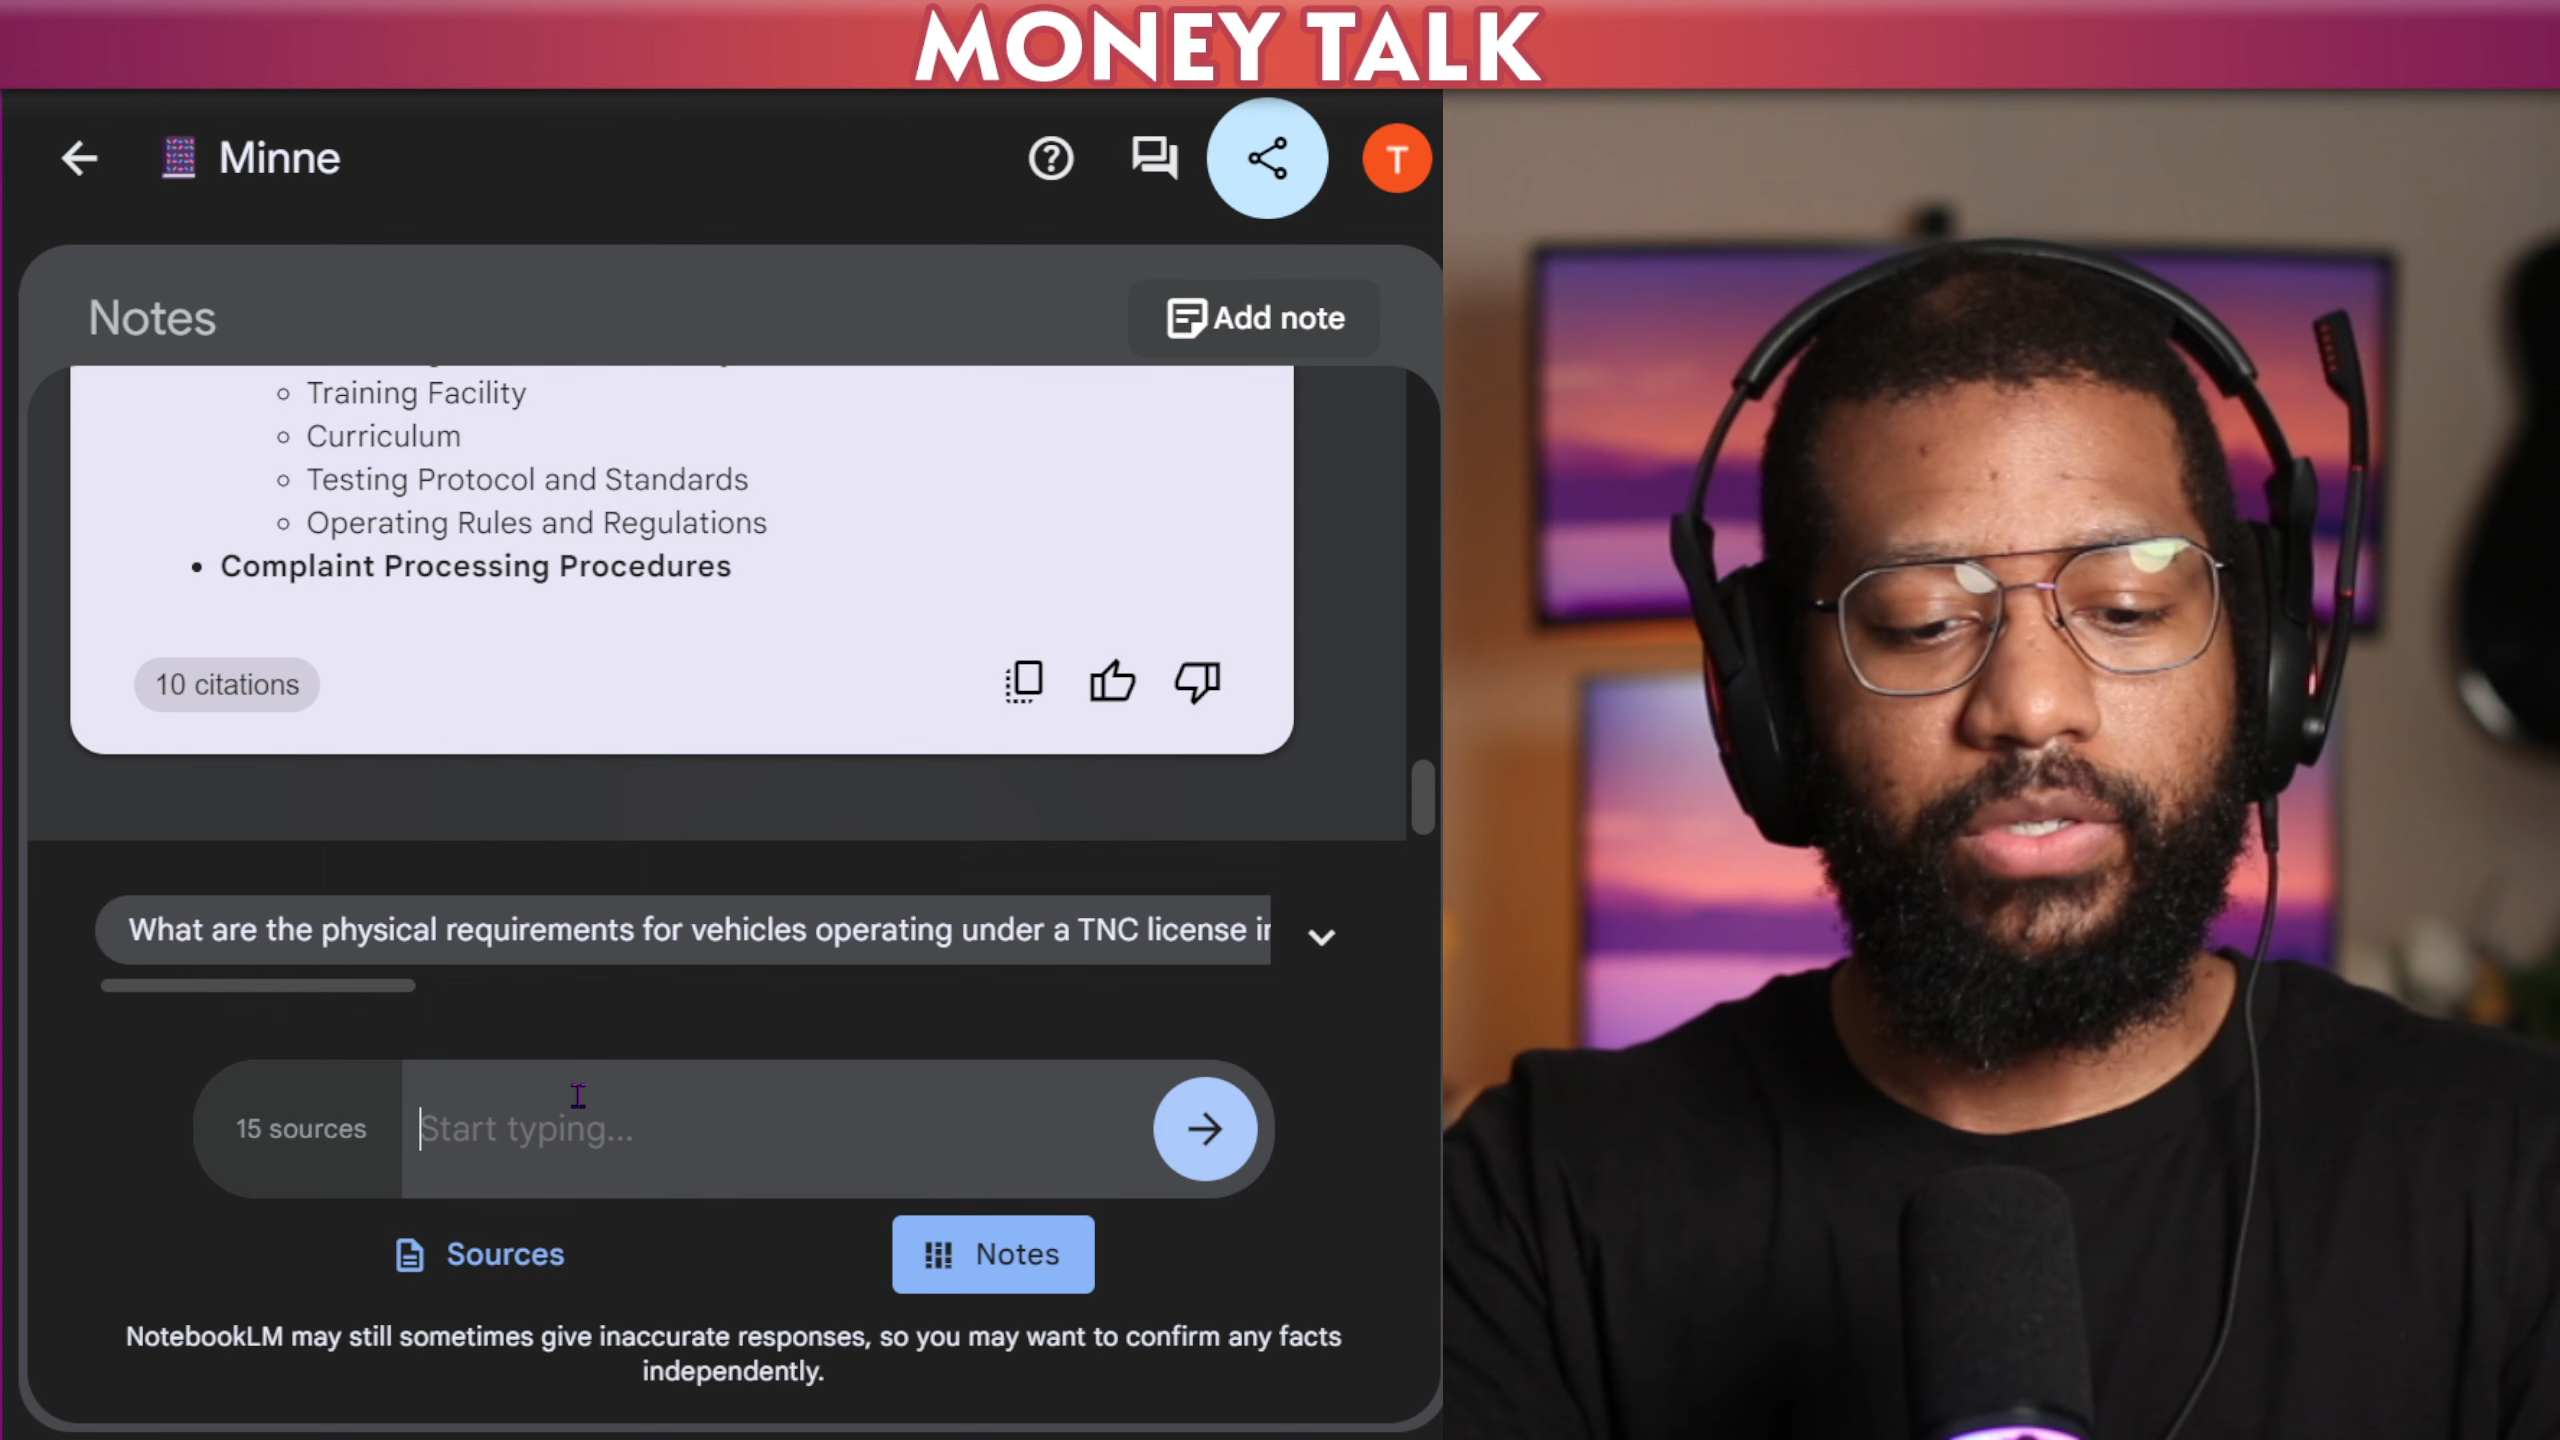 MONEY TALK
Minne
T
Notes
Add note
Training Facility
Curriculum
Testing Protocol and Standards
Operating Rules and Regulations
Complaint Processing Procedures
10 citations
What are the physical requirements for vehicles operating under a TNC license
15 sources
Start typing...
Sources
Notes
NotebookLM may still sometimes give inaccurate responses, so you may want to confirm any facts
independently.